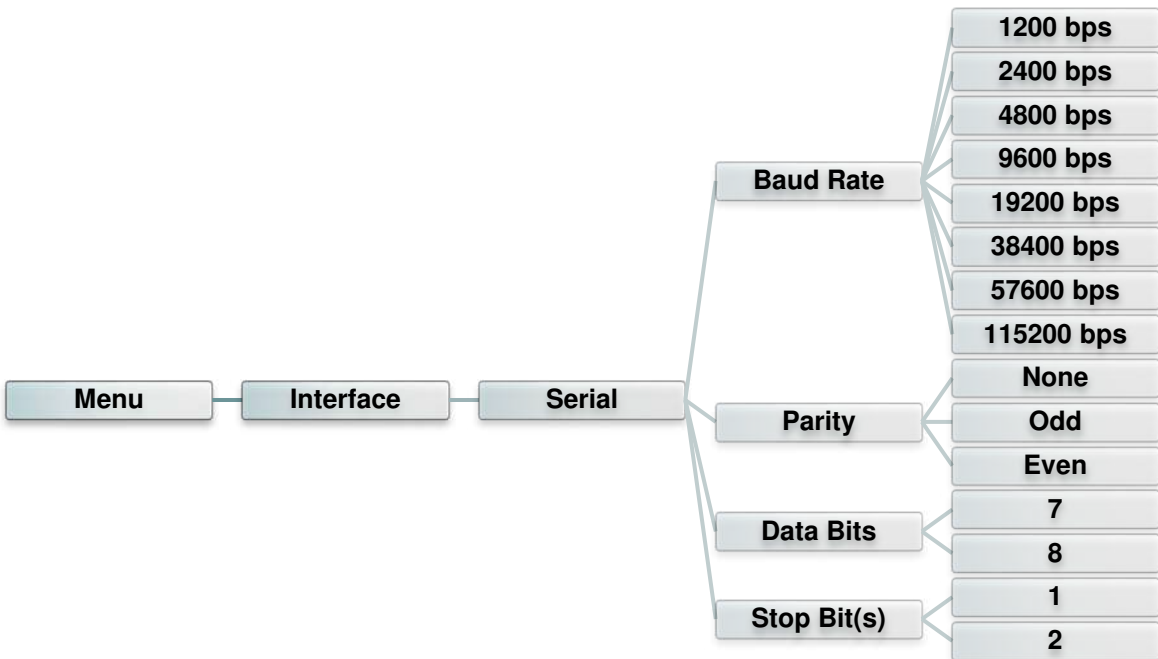 Menu
Interface
Serial
Baud Rate
1200 bps
2400 bps
4800 bps
9600 bps
19200 bps
38400 bps
57600 bps
115200 bps
Parity
None
Odd
Even
Data Bits
7
8
Stop Bit(s)
1
2